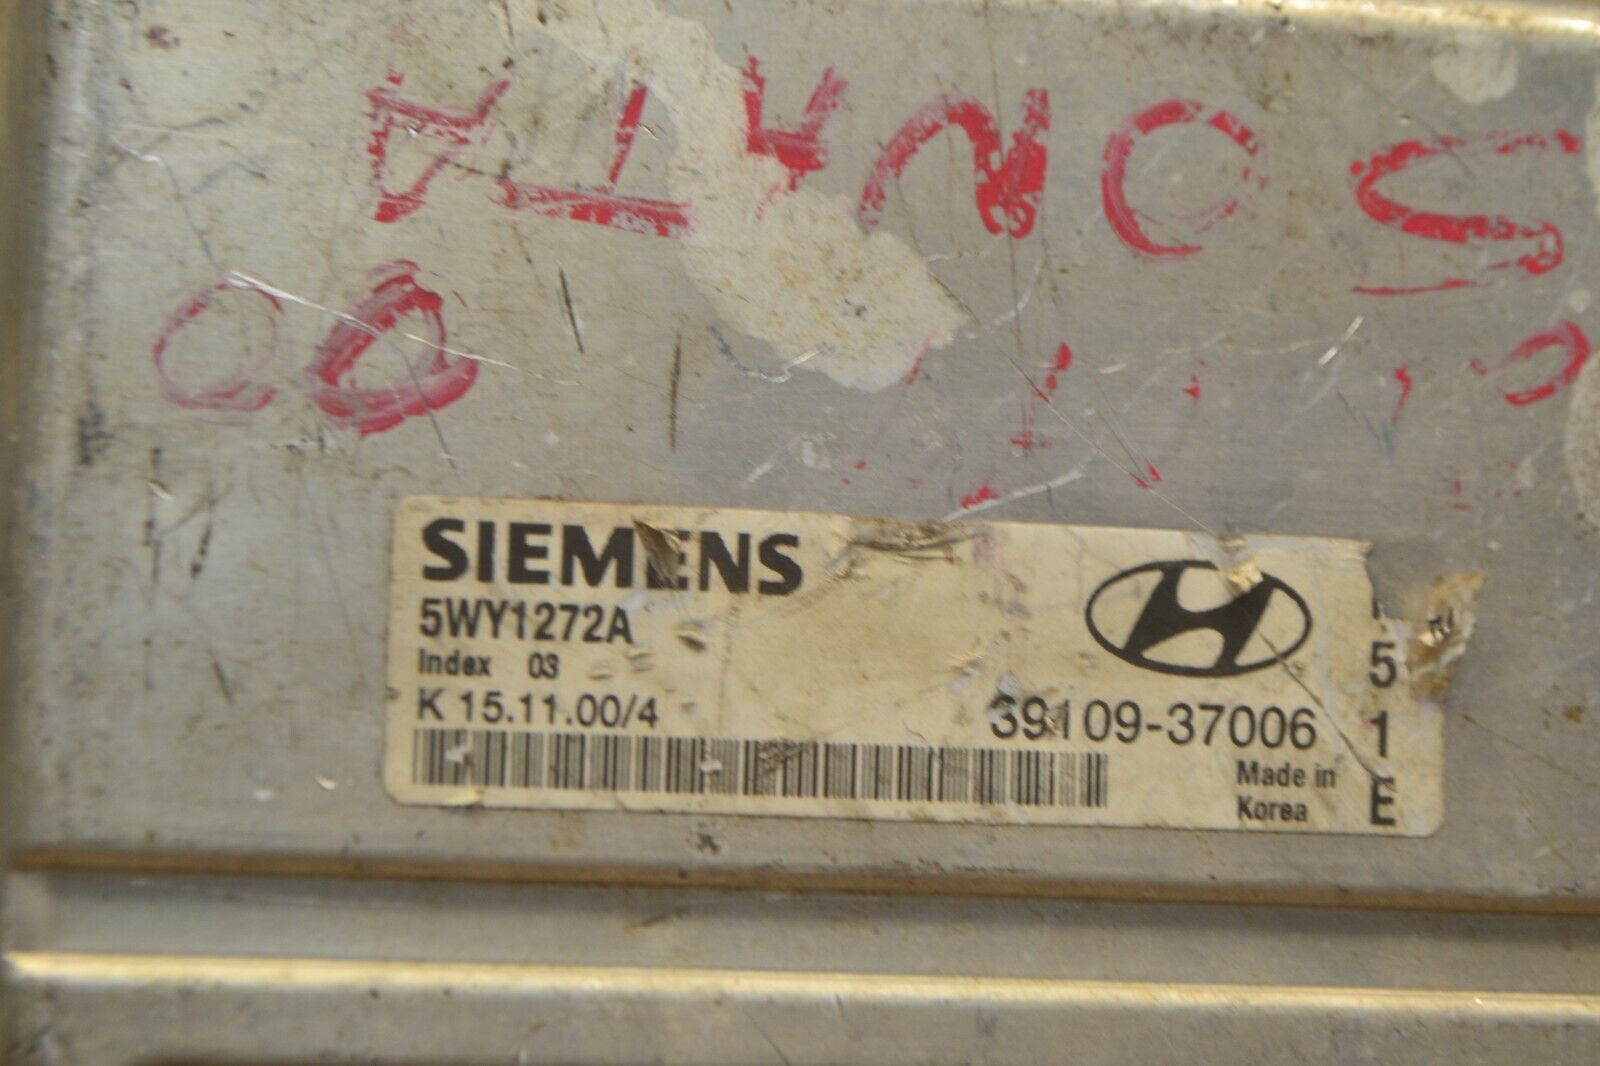 SONATA
00
SIEMENS
5WY1272A
Index 03
K 15.11.00/4
39109-37006
Made in
Korea
5
1
E